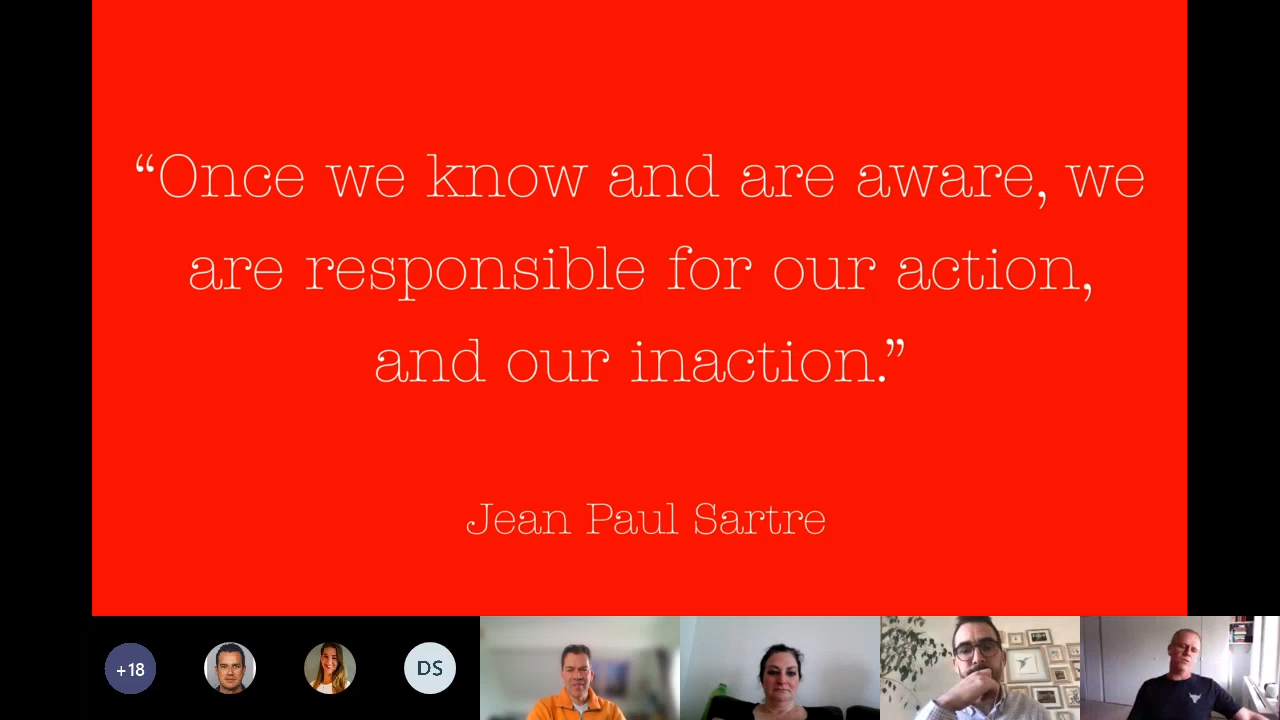 “Once we know and are aware, we
are responsible for our action,
and our inaction.”
Jean Paul Sartre
+18
DS